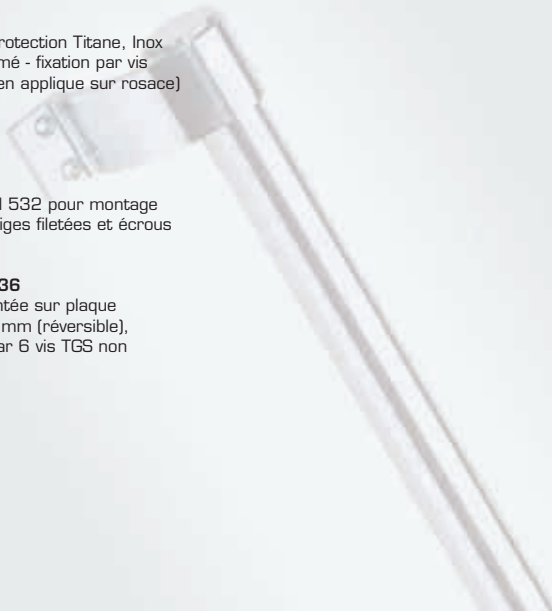 rotection Titane, Inox
mé - fixation par vis
en applique sur rosace)
532 pour montage
iges filetées et écrous
36
ntée sur plaque
mm (réversible),
ar 6 vis TGS non